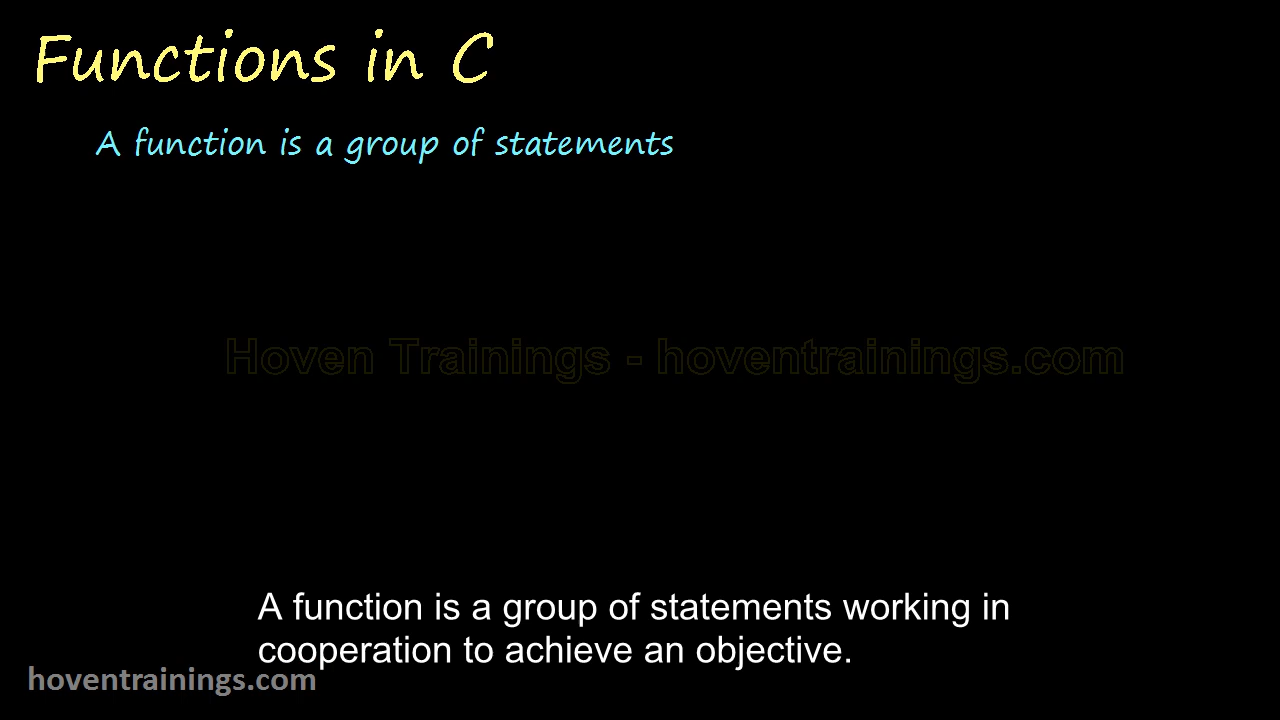 Functions in C
A function is a group of statements
Hoven Trainings - hoventrainings.com
A function is a group of statements working in
cooperation to achieve an objective.
hoventrainings.com